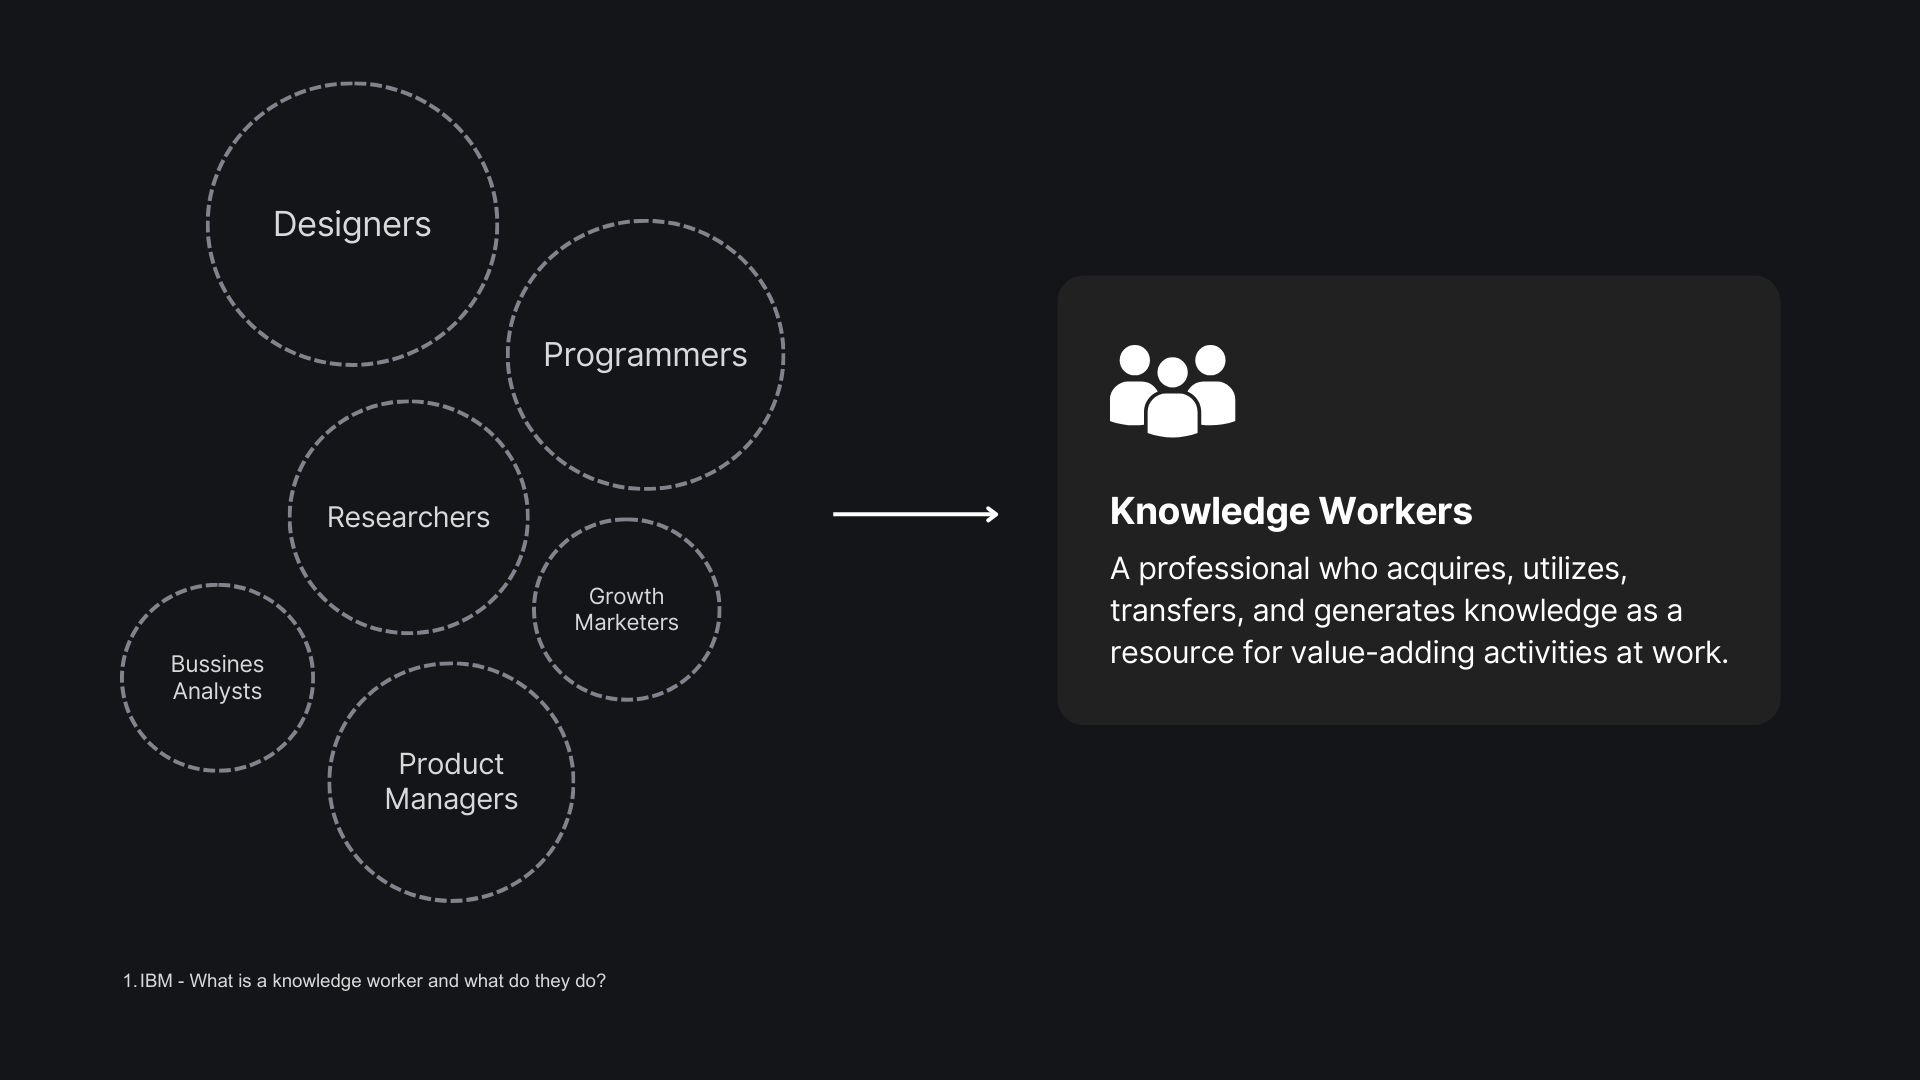 Designers
Programmers
Researchers
Growth
Marketers
Bussines
Analysts
Product
Managers
Knowledge Workers
A professional who acquires, utilizes,
transfers, and generates knowledge as a
resource for value-adding activities at work.
1. IBM - What is a knowledge worker and what do they do?